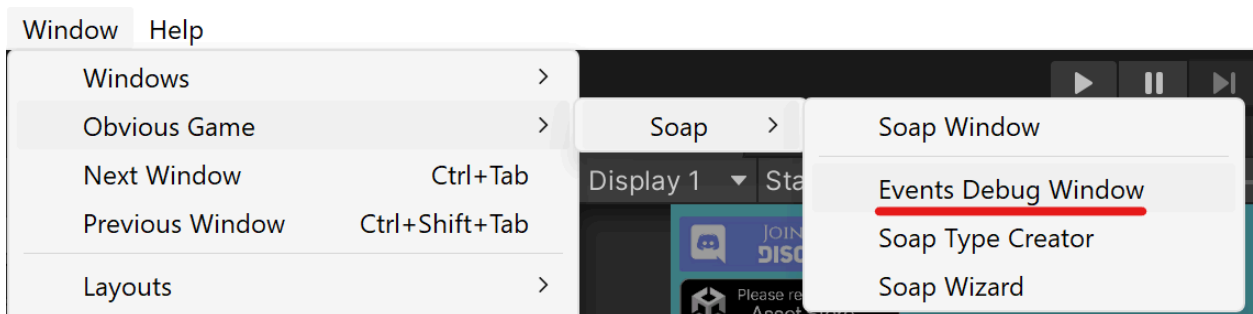 Window Help
Windows
Obvious Game
Soap
Soap Window
Next Window Ctrl+Tab
Display 1
Events Debug Window
Previous Window Ctrl+Shift+Tab
Soap Type Creator
Layouts
Soap Wizard
Please